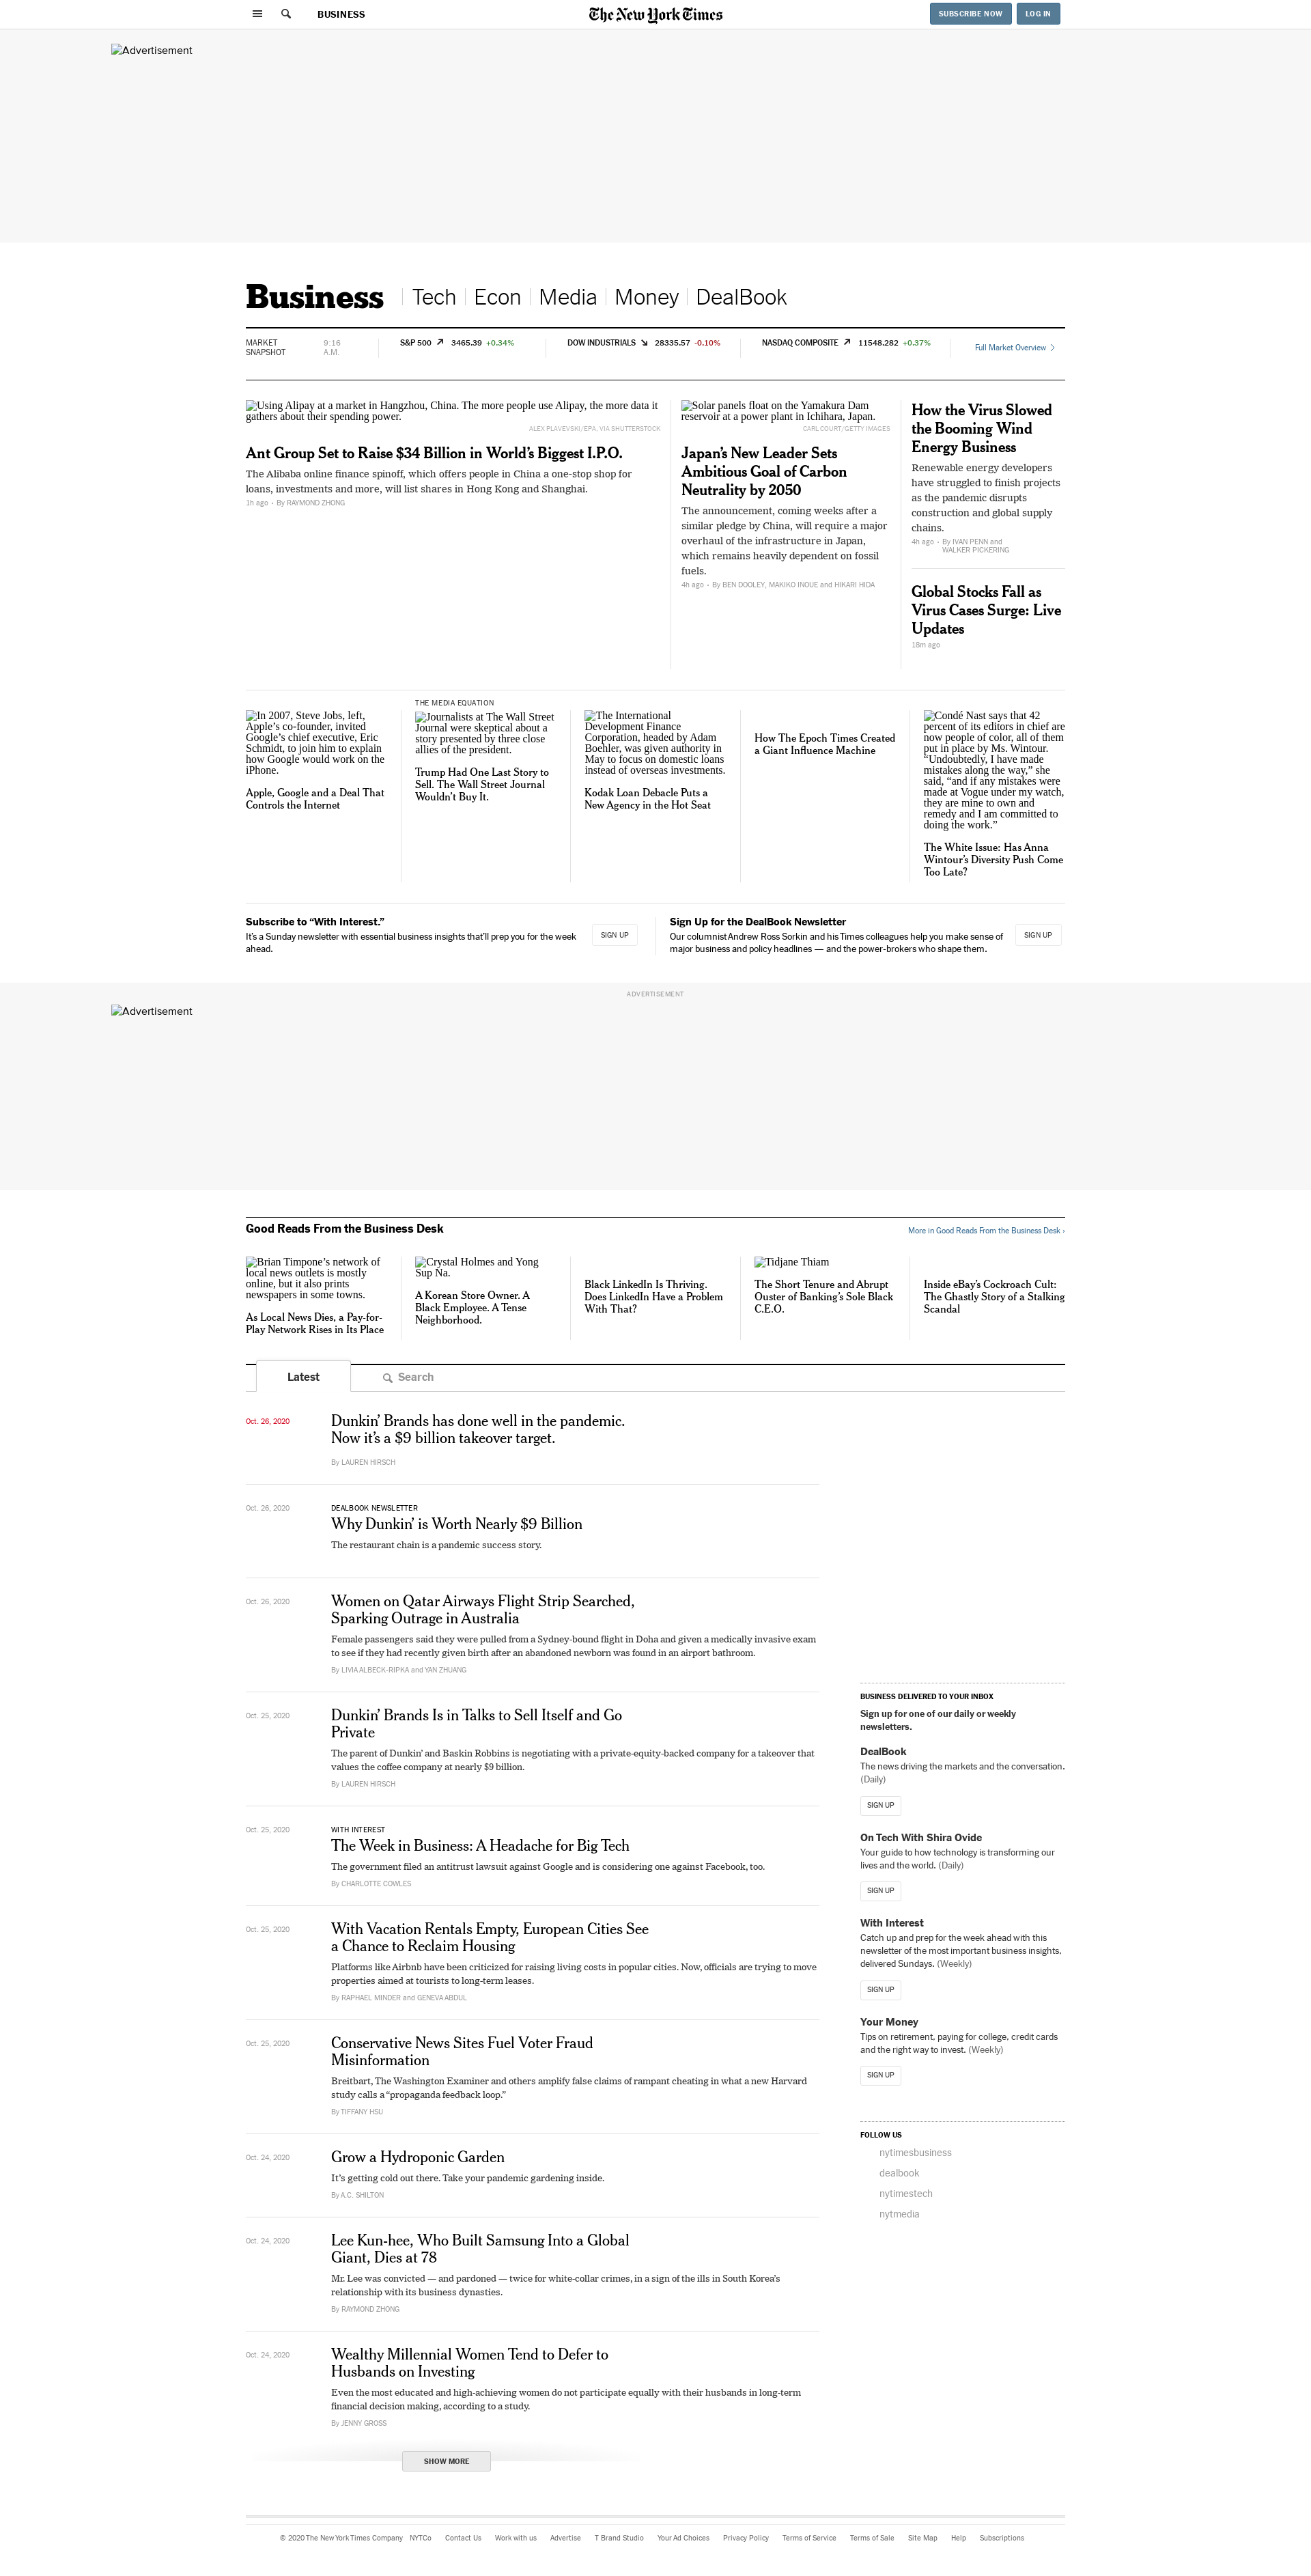 BUSINESS
The New York Times
SUBSCRIBE NOW
LOG IN
Advertisement
Business
Tech
Econ
Media
Money
DealBook
MARKET
SNAPSHOT
9:16
A.M.
S&P 500 3465.39 +0.34%
DOW INDUSTRIALS 28335.57 -0.10%
NASDAQ COMPOSITE 11548.282 +0.37%
Full Market Overview
Using Alipay at a market in Hangzhou, China. The more people use Alipay, the more data it
gathers about their spending power.
ALEX PLAVEVSKI/EPA, VIA SHUTTERSTOCK
Ant Group Set to Raise $34 Billion in World’s Biggest I.P.O.
The Alibaba online finance spinoff, which offers people in China a one-stop shop for
loans, investments and more, will list shares in Hong Kong and Shanghai.
1h ago • By RAYMOND ZHONG
Solar panels float on the Yamakura Dam
reservoir at a power plant in Ichihara, Japan.
CARL COURT/GETTY IMAGES
Japan’s New Leader Sets
Ambitious Goal of Carbon
Neutrality by 2050
The announcement, coming weeks after a
similar pledge by China, will require a major
overhaul of the infrastructure in Japan,
which remains heavily dependent on fossil
fuels.
4h ago • By BEN DOOLEY, MAKIKO INOUE and HIKARI HIDA
How the Virus Slowed
the Booming Wind
Energy Business
Renewable energy developers
have struggled to finish projects
as the pandemic disrupts
construction and global supply
chains.
4h ago • By IVAN PENN and
WALKER PICKERING
Global Stocks Fall as
Virus Cases Surge: Live
Updates
18m ago
In 2007, Steve Jobs, left,
Apple’s co-founder, invited
Google’s chief executive, Eric
Schmidt, to join him to explain
how Google would work on the
iPhone.
Apple, Google and a Deal That
Controls the Internet
THE MEDIA EQUATION
Journalists at The Wall Street
Journal were skeptical about a
story presented by three close
allies of the president.
Trump Had One Last Story to
Sell. The Wall Street Journal
Wouldn’t Buy It.
The International
Development Finance
Corporation, headed by Adam
Boehler, was given authority in
May to focus on domestic loans
instead of overseas investments.
Kodak Loan Debacle Puts a
New Agency in the Hot Seat
How The Epoch Times Created
a Giant Influence Machine
Condé Nast says that 42
percent of its editors in chief are
now people of color, all of them
put in place by Ms. Wintour.
“Undoubtedly, I have made
mistakes along the way,” she
said, “and if any mistakes were
made at Vogue under my watch,
they are mine to own and
remedy and I am committed to
doing the work.”
The White Issue: Has Anna
Wintour’s Diversity Push Come
Too Late?
Subscribe to “With Interest.”
It’s a Sunday newsletter with essential business insights that’ll prep you for the week
ahead.
SIGN UP
Sign Up for the DealBook Newsletter
Our columnist Andrew Ross Sorkin and his Times colleagues help you make sense of
major business and policy headlines — and the power-brokers who shape them.
SIGN UP
ADVERTISEMENT
Advertisement
Good Reads From the Business Desk
More in Good Reads From the Business Desk ›
Brian Timpone’s network of
local news outlets is mostly
online, but it also prints
newspapers in some towns.
As Local News Dies, a Pay-for-
Play Network Rises in Its Place
Crystal Holmes and Yong
Sup Na.
A Korean Store Owner. A
Black Employee. A Tense
Neighborhood.
Black LinkedIn Is Thriving.
Does LinkedIn Have a Problem
With That?
Tidjane Thiam
The Short Tenure and Abrupt
Ouster of Banking’s Sole Black
C.E.O.
Inside eBay’s Cockroach Cult:
The Ghastly Story of a Stalking
Scandal
Latest
Search
Oct. 26, 2020
Dunkin’ Brands has done well in the pandemic.
Now it’s a $9 billion takeover target.
By LAUREN HIRSCH
Oct. 26, 2020
DEALBOOK NEWSLETTER
Why Dunkin’ is Worth Nearly $9 Billion
The restaurant chain is a pandemic success story.
Oct. 26, 2020
Women on Qatar Airways Flight Strip Searched,
Sparking Outrage in Australia
Female passengers said they were pulled from a Sydney-bound flight in Doha and given a medically invasive exam
to see if they had recently given birth after an abandoned newborn was found in an airport bathroom.
By LIVIA ALBECK-RIPKA and YAN ZHUANG
Oct. 25, 2020
Dunkin’ Brands Is in Talks to Sell Itself and Go
Private
The parent of Dunkin’ and Baskin Robbins is negotiating with a private-equity-backed company for a takeover that
values the coffee company at nearly $9 billion.
By LAUREN HIRSCH
Oct. 25, 2020
WITH INTEREST
The Week in Business: A Headache for Big Tech
The government filed an antitrust lawsuit against Google and is considering one against Facebook, too.
By CHARLOTTE COWLES
Oct. 25, 2020
With Vacation Rentals Empty, European Cities See
a Chance to Reclaim Housing
Platforms like Airbnb have been criticized for raising living costs in popular cities. Now, officials are trying to move
properties aimed at tourists to long-term leases.
By RAPHAEL MINDER and GENEVA ABDUL
Oct. 25, 2020
Conservative News Sites Fuel Voter Fraud
Misinformation
Breitbart, The Washington Examiner and others amplify false claims of rampant cheating in what a new Harvard
study calls a “propaganda feedback loop.”
By TIFFANY HSU
Oct. 24, 2020
Grow a Hydroponic Garden
It’s getting cold out there. Take your pandemic gardening inside.
By A.C. SHILTON
Oct. 24, 2020
Lee Kun-hee, Who Built Samsung Into a Global
Giant, Dies at 78
Mr. Lee was convicted — and pardoned — twice for white-collar crimes, in a sign of the ills in South Korea’s
relationship with its business dynasties.
By RAYMOND ZHONG
Oct. 24, 2020
Wealthy Millennial Women Tend to Defer to
Husbands on Investing
Even the most educated and high-achieving women do not participate equally with their husbands in long-term
financial decision making, according to a study.
By JENNY GROSS
SHOW MORE
BUSINESS DELIVERED TO YOUR INBOX
Sign up for one of our daily or weekly
newsletters.
DealBook
The news driving the markets and the conversation.
(Daily)
SIGN UP
On Tech With Shira Ovide
Your guide to how technology is transforming our
lives and the world. (Daily)
SIGN UP
With Interest
Catch up and prep for the week ahead with this
newsletter of the most important business insights,
delivered Sundays. (Weekly)
SIGN UP
Your Money
Tips on retirement, paying for college, credit cards
and the right way to invest. (Weekly)
SIGN UP
FOLLOW US
nytimesbusiness
dealbook
nytimestech
nytmedia
© 2020 The New York Times Company NYTCo Contact Us Work with us Advertise T Brand Studio Your Ad Choices Privacy Policy Terms of Service Terms of Sale Site Map Help Subscriptions